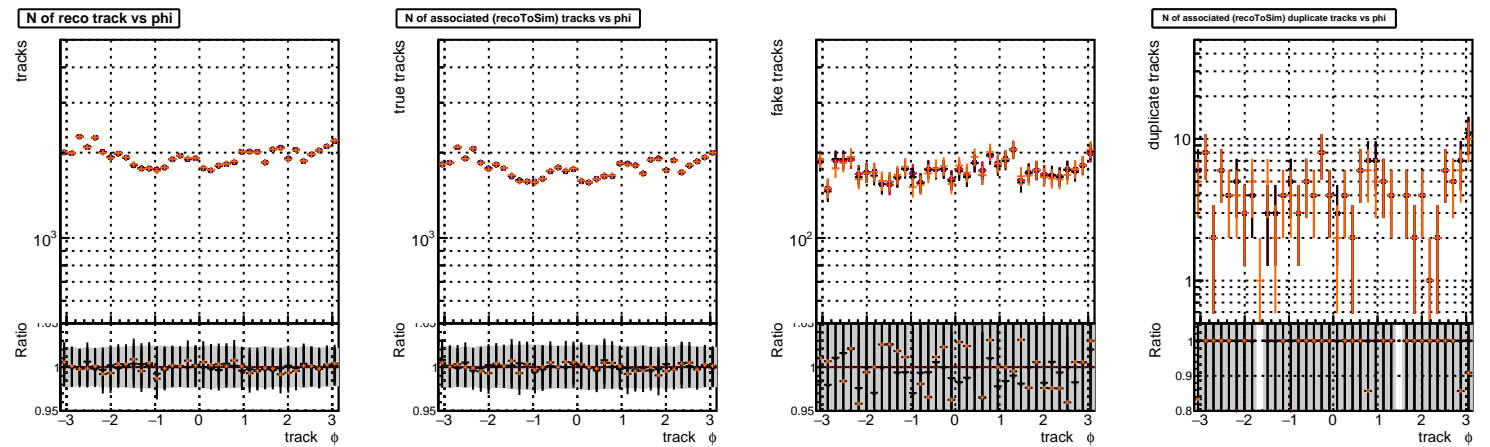 N of reco track vs phi
tracks
10³
Ratio
1.05
1
0.95
−3 −2 −1 0 1 2 3
track ϕ
N of associated (recoToSim) tracks vs phi
true tracks
10³
Ratio
1
0.95
−3 −2 −1 0 1 2 3
track ϕ
fake tracks
10²
Ratio
1.05
1
0.95
−3 −2 −1 0 1 2 3
track ϕ
N of associated (recoToSim) duplicate tracks vs phi
duplicate tracks
10
1
Ratio
1
0.9
0.8
−3 −2 −1 0 1 2 3
track ϕ